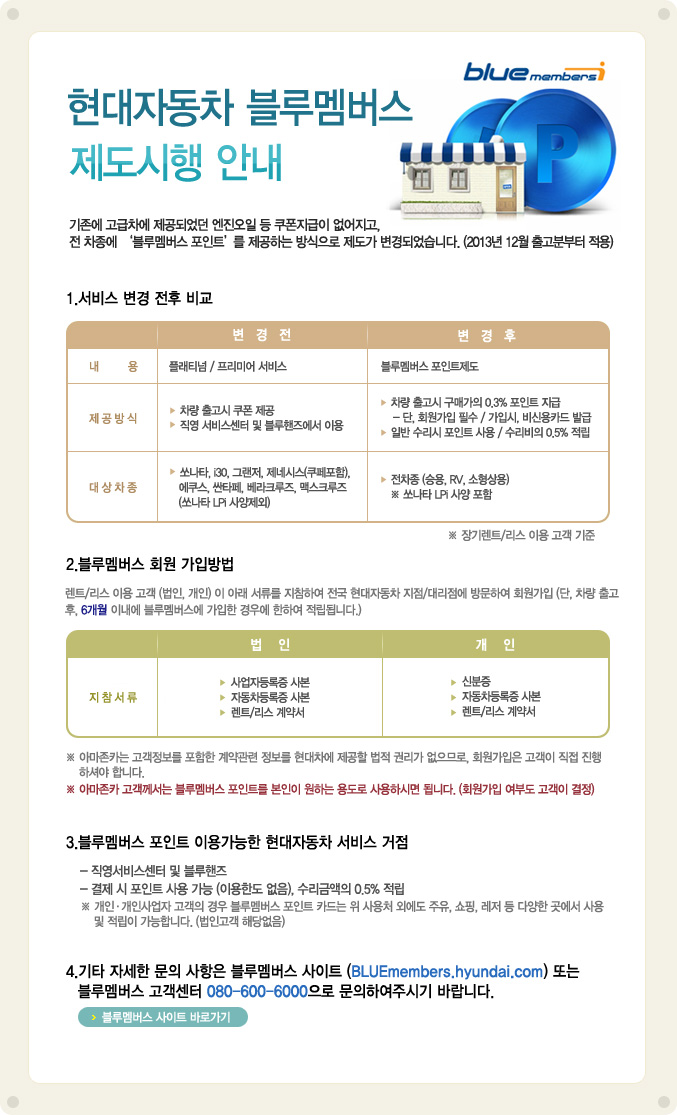 blue members i
현대자동차 블루멤버스
제도시행 안내
P
기존에 고급차에 제공되었던 엔진오일 등 쿠폰지급이 없어지고,
전 차종에 ‘블루멤버스 포인트’를 제공하는 방식으로 제도가 변경되었습니다. (2013년 12월 출고분부터 적용)
1.서비스 변경 전후 비교
변 경 전 변 경 후
내 용 플래티넘 / 프리미어 서비스 블루멤버스 포인트제도
제공방식
▶ 차량 출고시 쿠폰 제공
▶ 직영 서비스센터 및 블루핸즈에서 이용
▶ 차량 출고시 구매가의 0.3% 포인트 지급
- 단, 회원가입 필수 / 가입시, 비신용카드 발급
▶ 일반 수리시 포인트 사용 / 수리비의 0.5% 적립
대상차종
▶ 쏘나타, i30, 그랜저, 제네시스(쿠페포함),
에쿠스, 싼타페, 베라크루즈, 맥스크루즈
(쏘나타 LPi 사양제외)
▶ 전차종 (승용, RV, 소형상용)
※ 쏘나타 LPi 사양 포함
※ 장기렌트/리스 이용 고객 기준
2.블루멤버스 회원 가입방법
렌트/리스 이용 고객 (법인, 개인) 이 아래 서류를 지참하여 전국 현대자동차 지점/대리점에 방문하여 회원가입 (단, 차량 출고
후, 6개월 이내에 블루멤버스에 가입한 경우에 한하여 적립됩니다.)
법 인 개 인
지참서류
▶ 사업자등록증 사본
▶ 자동차등록증 사본
▶ 렌트/리스 계약서
▶ 신분증
▶ 자동차등록증 사본
▶ 렌트/리스 계약서
※ 아마존카는 고객정보를 포함한 계약관련 정보를 현대차에 제공할 법적 권리가 없으므로, 회원가입은 고객이 직접 진행
하셔야 합니다.
※ 아마존카 고객께서는 블루멤버스 포인트를 본인이 원하는 용도로 사용하시면 됩니다. (회원가입 여부도 고객이 결정)
3.블루멤버스 포인트 이용가능한 현대자동차 서비스 거점
- 직영서비스센터 및 블루핸즈
- 결제 시 포인트 사용 가능 (이용한도 없음), 수리금액의 0.5% 적립
※ 개인·개인사업자 고객의 경우 블루멤버스 포인트 카드는 위 사용처 외에도 주유, 쇼핑, 레저 등 다양한 곳에서 사용
및 적립이 가능합니다. (법인고객 해당없음)
4.기타 자세한 문의 사항은 블루멤버스 사이트 (BLUEmembers.hyundai.com) 또는
블루멤버스 고객센터 080-600-6000으로 문의하여주시기 바랍니다.
› 블루멤버스 사이트 바로가기